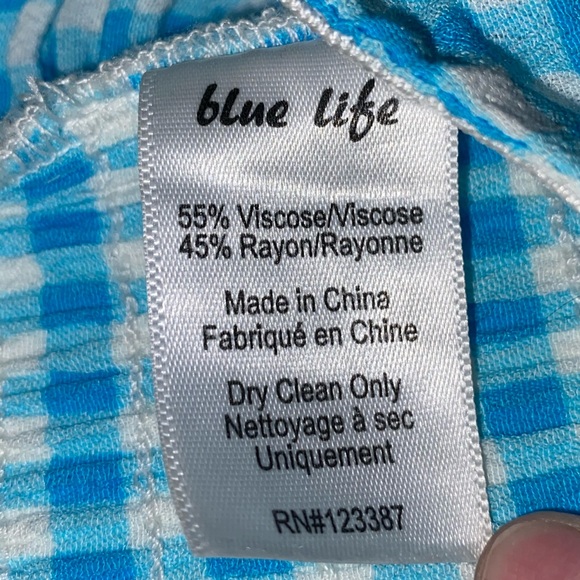 blue life
55% Viscose/Viscose
45% Rayon/Rayonne
Made in China
Fabriqué en Chine
Dry Clean Only
Nettoyage à sec
Uniquement
RN#123387